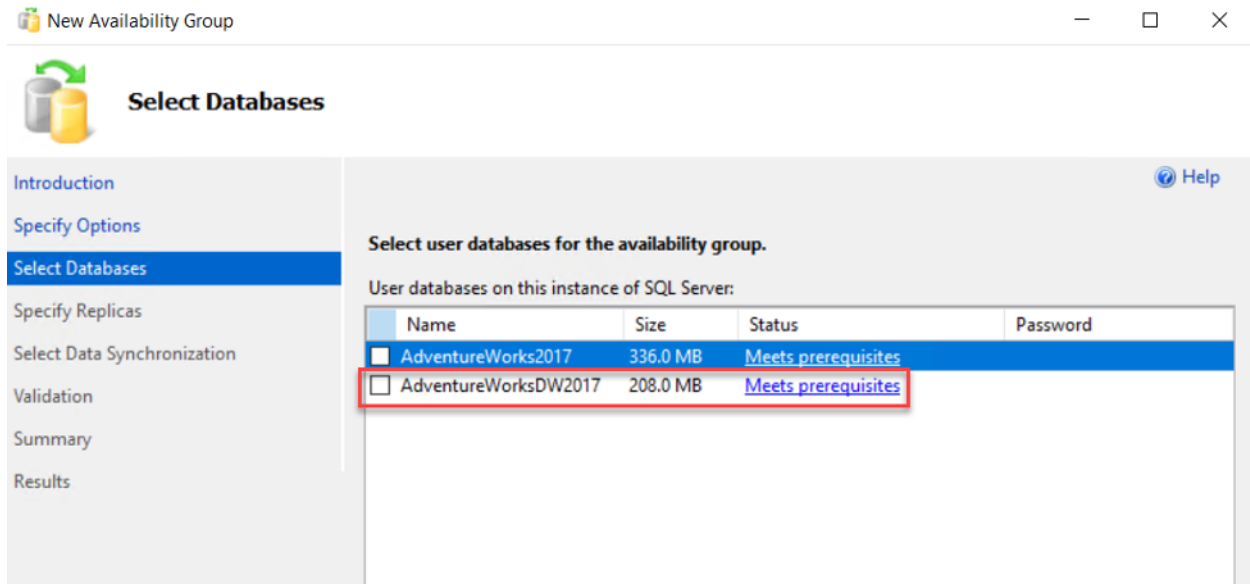 New Availability Group
Select Databases
Help
Introduction
Specify Options
Select Databases
Specify Replicas
Select Data Synchronization
Validation
Summary
Results
Select user databases for the availability group.
User databases on this instance of SQL Server:
Name Size Status Password
AdventureWorks2017 336.0 MB Meets prerequisites
AdventureWorksDW2017 208.0 MB Meets prerequisites